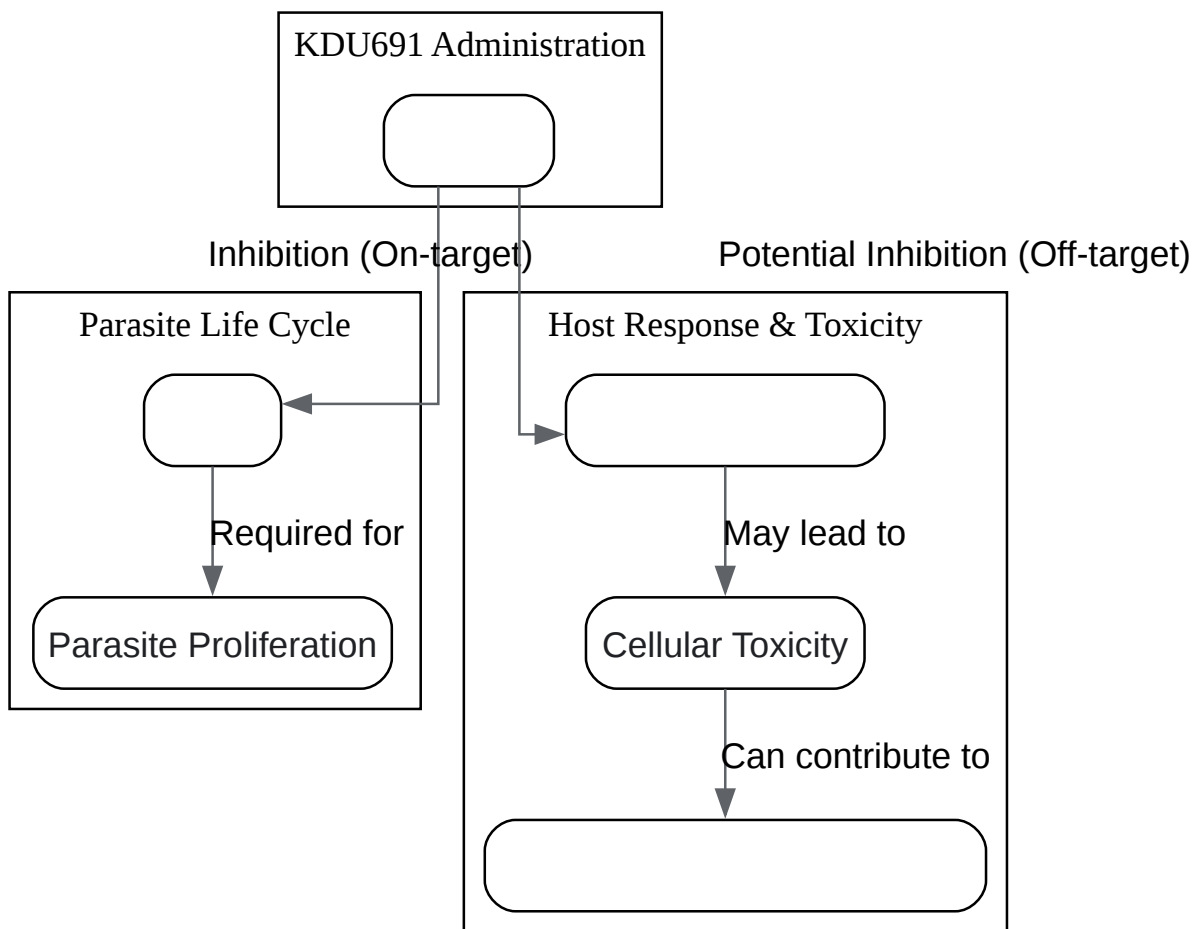 KDU691 Administration
Inhibition (On-target)
Potential Inhibition (Off-target)
Parasite Life Cycle
Host Response & Toxicity
Required for
May lead to
Parasite Proliferation
Cellular Toxicity
Can contribute to